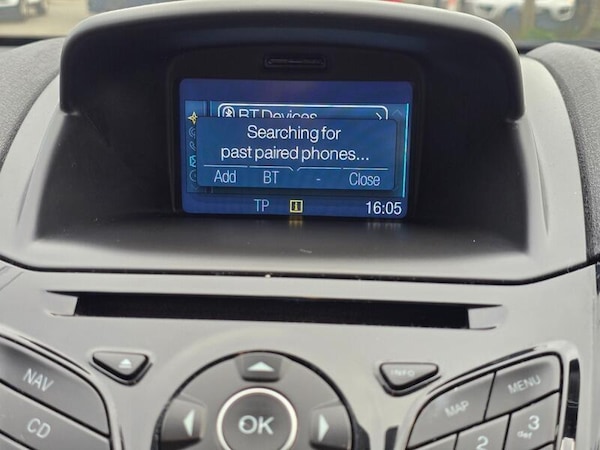 BT Devices
Searching for
past paired phones...
Add BT - Close
TP i 16:05
NAV
CD
OK
INFO
MAP
MENU
2
3 def